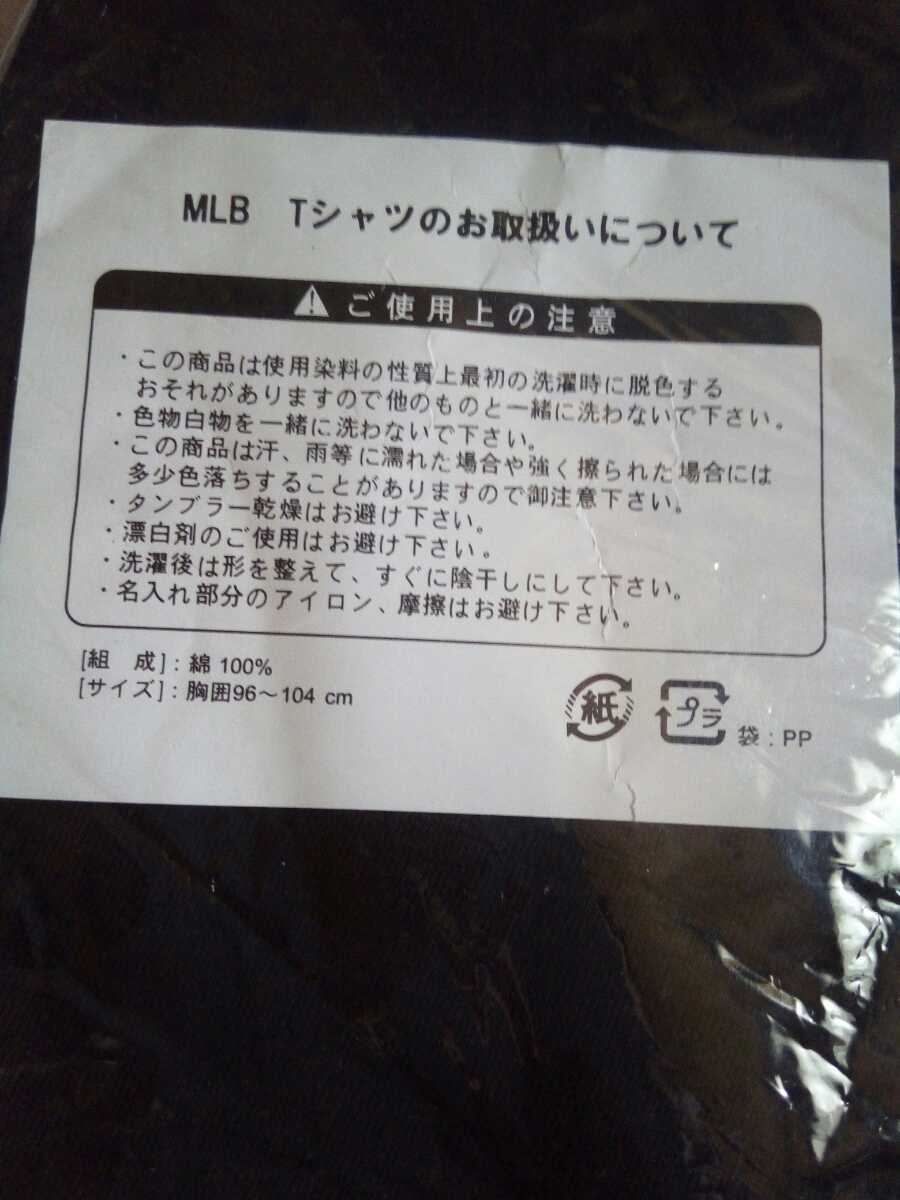 MLB Tシャツのお取扱いについて
ご使用上の注意
・この商品は使用染料の性質上最初の洗濯時に脱色する
おそれがありますので他のものと一緒に洗わないで下さい。
・色物白物を一緒に洗わないで下さい。
・この商品は汗、雨等に濡れた場合や強く擦られた場合には
多少色落ちすることがありますので御注意下さい。
・タンブラー乾燥はお避け下さい。
・漂白剤のご使用はお避け下さい。
・洗濯後は形を整えて、すぐに陰干しにして下さい。
・名入れ部分のアイロン、摩擦はお避け下さい。
[組 成]：綿 100%
[サイズ]：胸囲96〜104 cm
紙 プラ 袋：PP